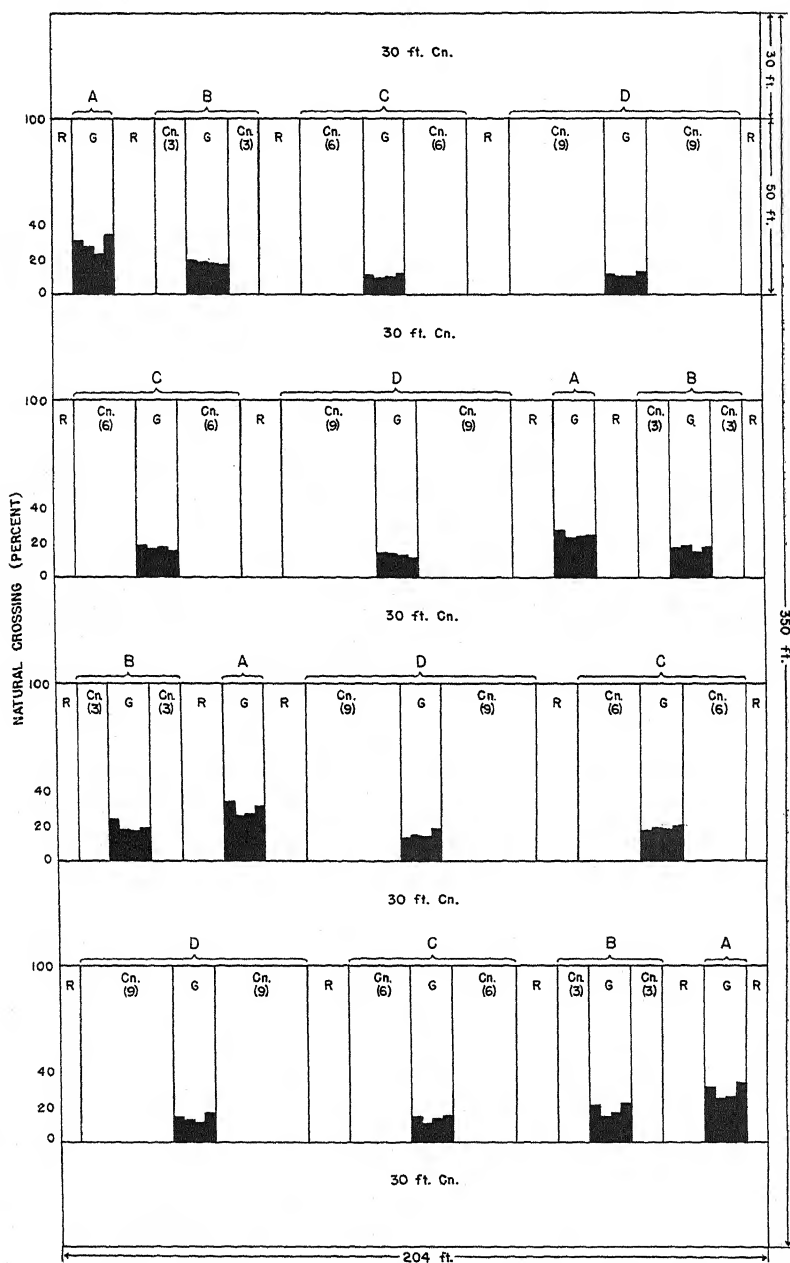 30 ft. Cn.
30 ft.
A B C D
100
R G R Cn. (3) G Cn. (3) R Cn. (6) G Cn. (6) R Cn. (9) G Cn. (9) R
50 ft.
40
20
0
30 ft. Cn.
C D A B
100
R Cn. (6) G Cn. (6) R Cn. (9) G Cn. (9) R G R Cn. (3) G Cn. (3) R
40
20
0
NATURAL CROSSING (PERCENT)
30 ft. Cn.
350 ft.
B A D C
100
R Cn. (3) G Cn. (3) R G R Cn. (9) G Cn. (9) R Cn. (6) G Cn. (6) R
40
20
0
30 ft. Cn.
D C B A
100
R Cn. (9) G Cn. (9) R Cn. (6) G Cn. (6) R Cn. (3) G Cn. (3) R G R
40
20
0
30 ft. Cn.
204 ft.